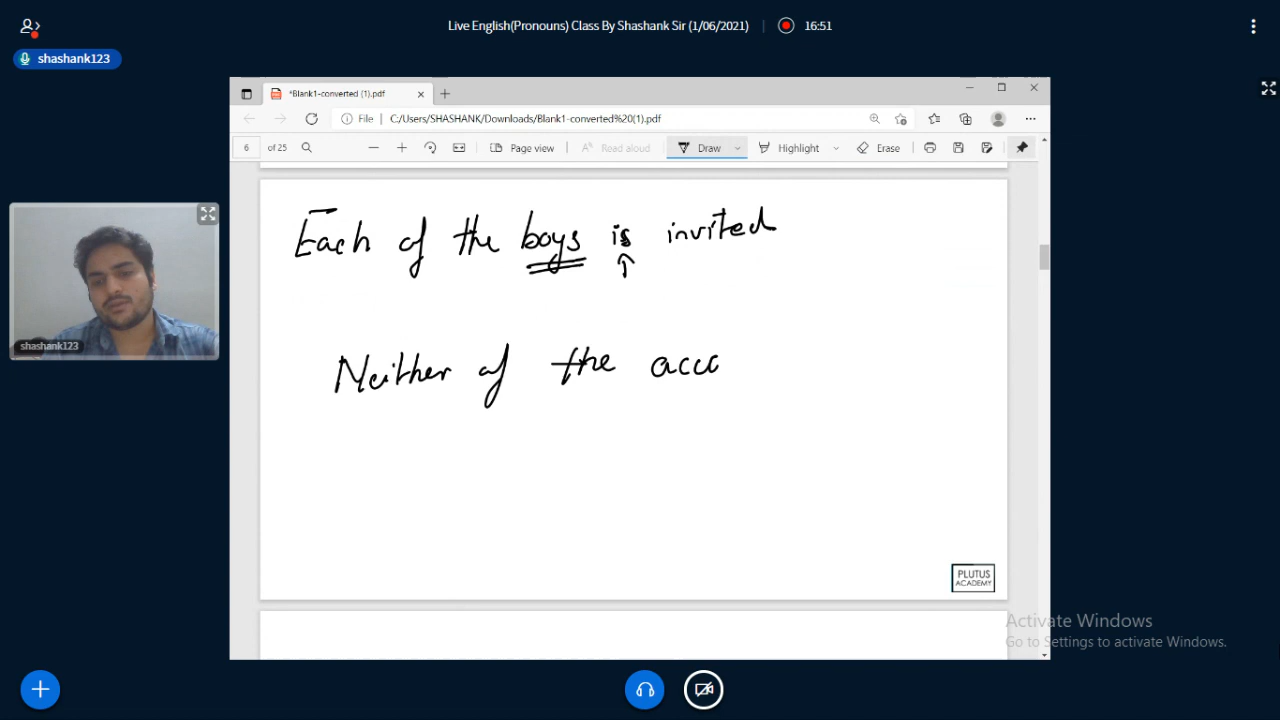 Live English(Pronouns) Class By Shashank Sir (1/06/2021)
16:51
shashank123
*Blank1-converted (1).pdf
File
C:/Users/SHASHANK/Downloads/Blank1-converted%20(1).pdf
6 of 25
Page view
Read aloud
Draw
Highlight
Erase
Each of the boys is invited
shashank123
Neither of the accu
PLUTUS
ACADEMY
Activate Windows
Go to Settings to activate Windows.